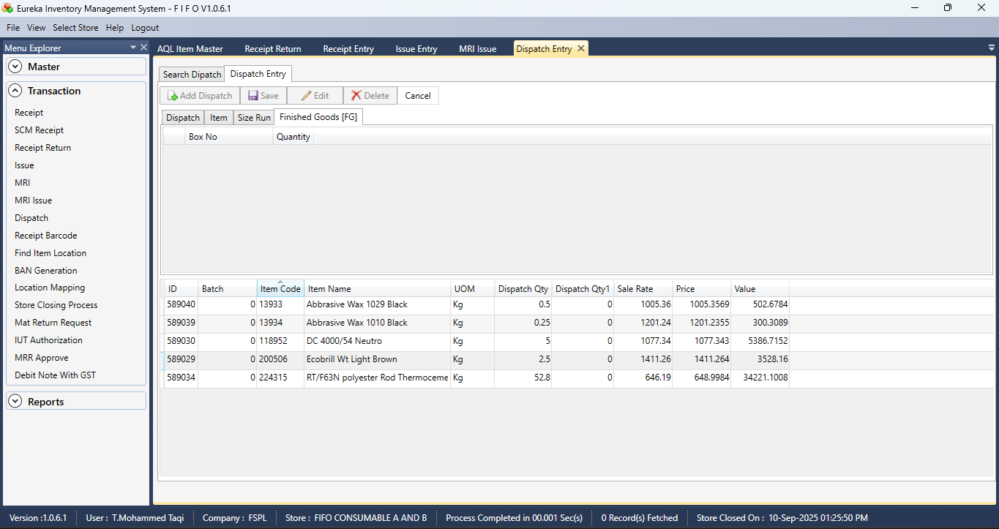 Eureka Inventory Management System - F I F O V1.0.6.1
File View Select Store Help Logout
Menu Explorer
Master
Transaction
Receipt
SCM Receipt
Receipt Return
Issue
MRI
MRI Issue
Dispatch
Receipt Barcode
Find Item Location
BAN Generation
Location Mapping
Store Closing Process
Mat Return Request
IUT Authorization
MRR Approve
Debit Note With GST
Reports
AQL Item Master Receipt Return Receipt Entry Issue Entry MRI Issue Dispatch Entry
Search Dipatch Dispatch Entry
Add Dispatch Save Edit Delete Cancel
Dispatch Item Size Run Finished Goods [FG]
Box No Quantity
ID Batch Item Code Item Name UOM Dispatch Qty Dispatch Qty1 Sale Rate Price Value
589040 0 13933 Abbrasive Wax 1029 Black Kg 0.5 0 1005.36 1005.3569 502.6784
589039 0 13934 Abbrasive Wax 1010 Black Kg 0.25 0 1201.24 1201.2355 300.3089
589030 0 118952 DC 4000/54 Neutro Kg 5 0 1077.34 1077.343 5386.7152
589029 0 200506 Ecobrill Wt Light Brown Kg 2.5 0 1411.26 1411.264 3528.16
589034 0 224315 RT/F63N polyester Rod Thermoceme Kg 52.8 0 646.19 648.9984 34221.1008
Version :1.0.6.1 User : T.Mohammed Taqi Company : FSPL Store : FIFO CONSUMABLE A AND B Process Completed in 00.001 Sec(s) 0 Record(s) Fetched Store Closed On : 10-Sep-2025 01:25:50 PM